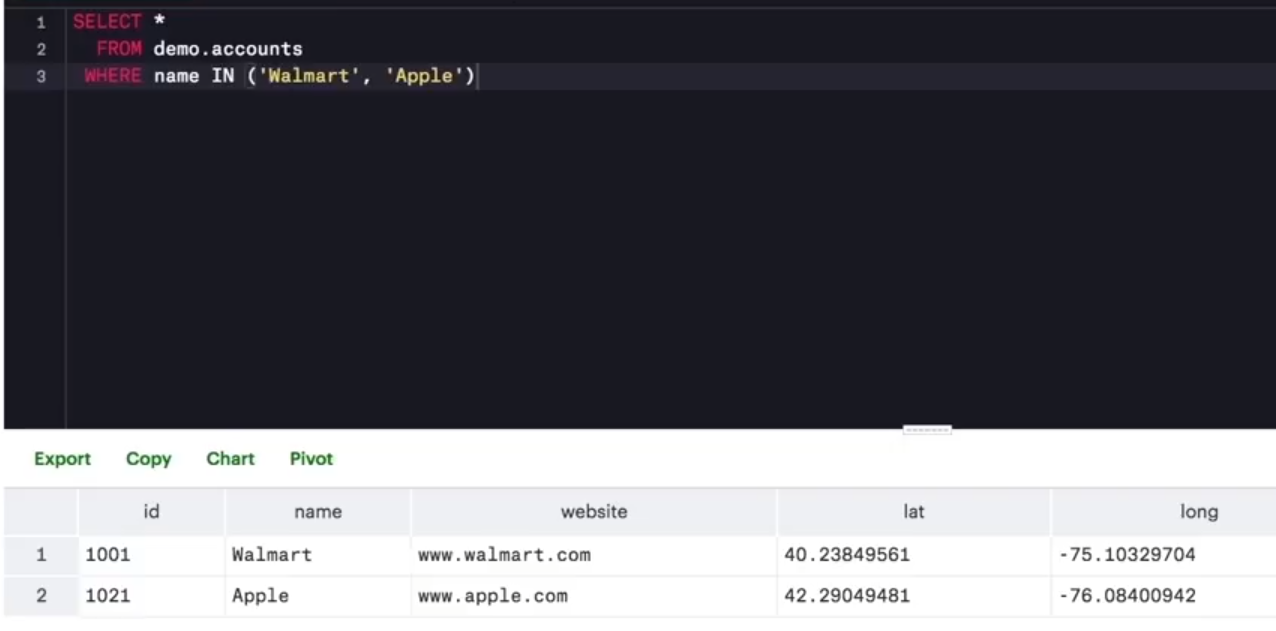 1 SELECT *
2 FROM demo.accounts
3 WHERE name IN ('Walmart', 'Apple')
Export Copy Chart Pivot
id name website lat long
1 1001 Walmart www.walmart.com 40.23849561 -75.10329704
2 1021 Apple www.apple.com 42.29049481 -76.08400942